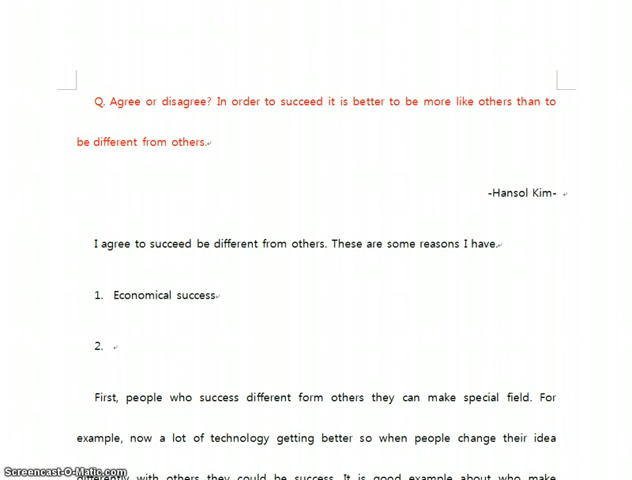 Q. Agree or disagree? In order to succeed it is better to be more like others than to
be different from others.
-Hansol Kim-
I agree to succeed be different from others. These are some reasons I have.
1. Economical success
2.
First, people who success different form others they can make special field. For
example, now a lot of technology getting better so when people change their idea
differently with others they could be success. It is good example about who make
Screencast-O-Matic.com